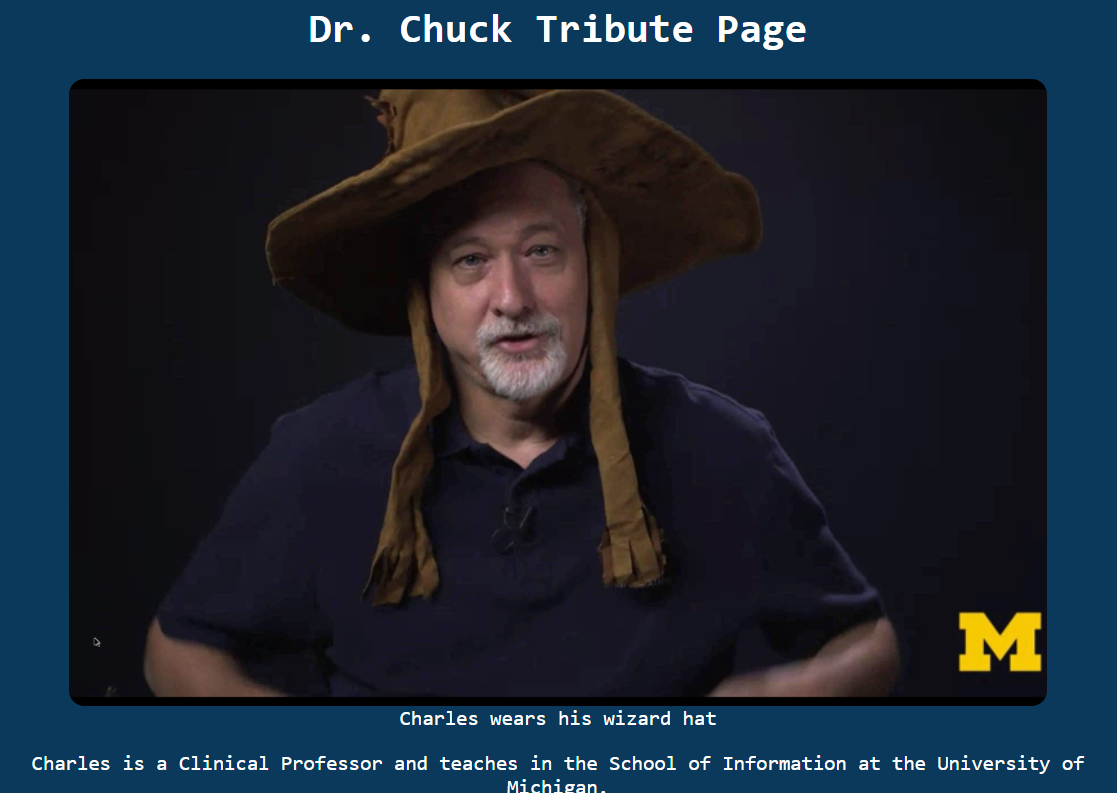 Dr. Chuck Tribute Page
M
Charles wears his wizard hat
Charles is a Clinical Professor and teaches in the School of Information at the University of
Michigan.